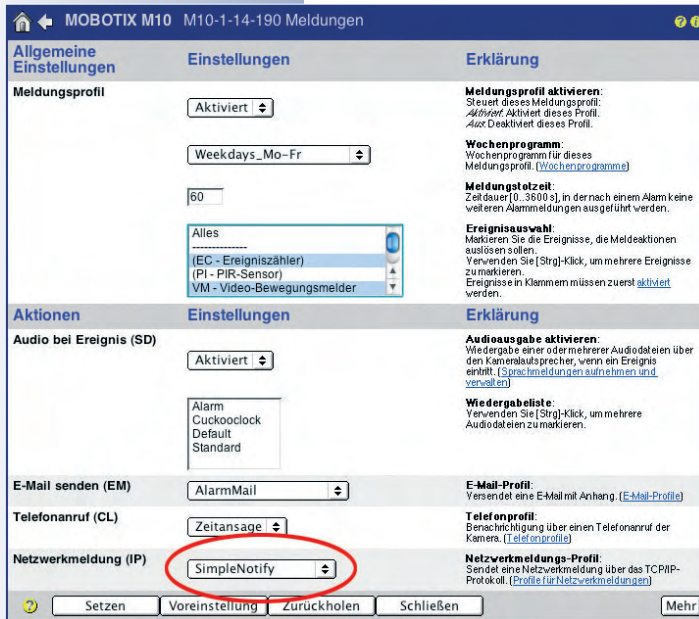 MOBOTIX M10 M10-1-14-190 Meldungen
Allgemeine Einstellungen
Einstellungen
Erklärung
Meldungsprofil
Aktiviert
Meldungsprofil aktivieren:
Steuert dieses Meldungsprofil:
Aktiviert: Aktiviert dieses Profil.
Aus: Deaktiviert dieses Profil.
Weekdays_Mo-Fr
Wochenprogramm:
Wochenprogramm für dieses
Meldungsprofil. (Wochenprogramme)
60
Meldungstotzeit:
Zeitdauer [0..3600 s], in der nach einem Alarm keine
weiteren Alarmmeldungen ausgeführt werden.
Alles
--------------
(EC - Ereigniszähler)
(PI - PIR-Sensor)
VM - Video-Bewegungsmelder
Ereignisauswahl:
Markieren Sie die Ereignisse, die Meldeaktionen
auslösen sollen.
Verwenden Sie [Strg]-Klick, um mehrere Ereignisse
zu markieren.
Ereignisse in Klammern müssen zuerst aktiviert
werden.
Aktionen
Einstellungen
Erklärung
Audio bei Ereignis (SD)
Aktiviert
Audioausgabe aktivieren:
Wiedergabe einer oder mehrerer Audiodateien über
den Kameralautsprecher, wenn ein Ereignis
eintritt. (Sprachmeldungen aufnehmen und
verwalten)
Alarm
Cuckooclock
Default
Standard
Wiedergabeliste:
Verwenden Sie [Strg]-Klick, um mehrere
Audiodateien zu markieren.
E-Mail senden (EM)
AlarmMail
E-Mail-Profil:
Versendet eine E-Mail mit Anhang. (E-Mail-Profile)
Telefonanruf (CL)
Zeitansage
Telefonprofil:
Benachrichtigung über einen Telefonanruf der
Kamera. (Telefonprofile)
Netzwerkmeldung (IP)
SimpleNotify
Netzwerkmeldungs-Profil:
Sendet eine Netzwerkmeldung über das TCP/IP-
Protokoll. (Profile für Netzwerkmeldungen)
Setzen
Voreinstellung
Zurückholen
Schließen
Mehr